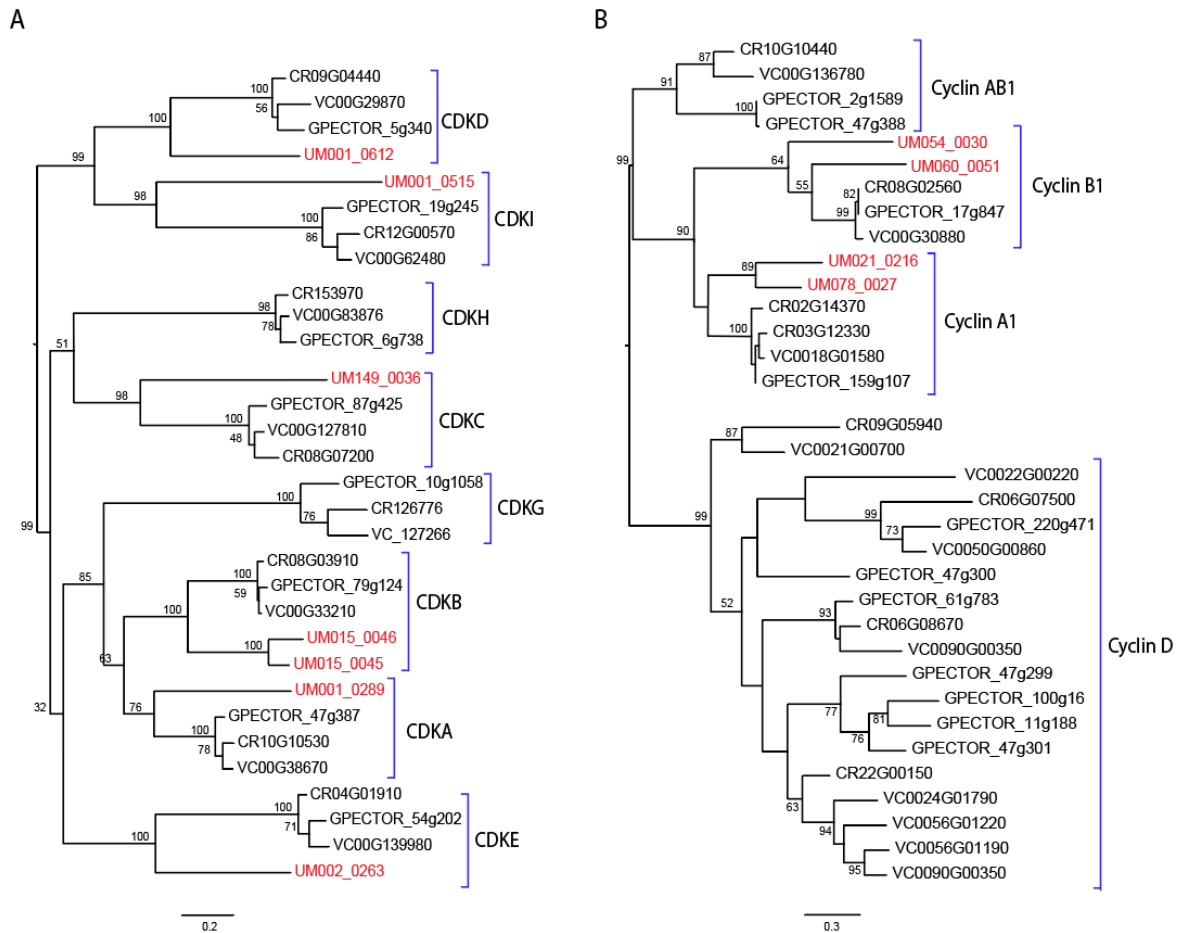 A
100
CR09G04440
56
VC00G29870
100
GPECTOR_5g340
UM001_0612
CDKD
99
UM001_0515
98
100
GPECTOR_19g245
86
CR12G00570
VC00G62480
CDKI
98
CR153970
78
VC00G83876
GPECTOR_6g738
CDKH
51
UM149_0036
98
100
GPECTOR_87g425
48
VC00G127810
CR08G07200
CDKC
100
GPECTOR_10g1058
76
CR126776
VC_127266
CDKG
99
85
100
CR08G03910
59
GPECTOR_79g124
VC00G33210
100
100
UM015_0046
UM015_0045
CDKB
63
UM001_0289
76
100
GPECTOR_47g387
78
CR10G10530
VC00G38670
CDKA
32
100
CR04G01910
71
GPECTOR_54g202
VC00G139980
100
UM002_0263
CDKE
0.2
B
87
CR10G10440
VC00G136780
91
100
GPECTOR_2g1589
GPECTOR_47g388
Cyclin AB1
99
UM054_0030
64
UM060_0051
55
82
CR08G02560
99
GPECTOR_17g847
VC00G30880
Cyclin B1
90
89
UM021_0216
UM078_0027
100
CR02G14370
CR03G12330
VC0018G01580
GPECTOR_159g107
Cyclin A1
87
CR09G05940
VC0021G00700
99
VC0022G00220
99
CR06G07500
73
GPECTOR_220g471
VC0050G00860
GPECTOR_47g300
52
93
GPECTOR_61g783
CR06G08670
VC0090G00350
GPECTOR_47g299
77
81
GPECTOR_100g16
76
GPECTOR_11g188
GPECTOR_47g301
63
CR22G00150
94
VC0024G01790
VC0056G01220
95
VC0056G01190
VC0090G00350
Cyclin D
0.3